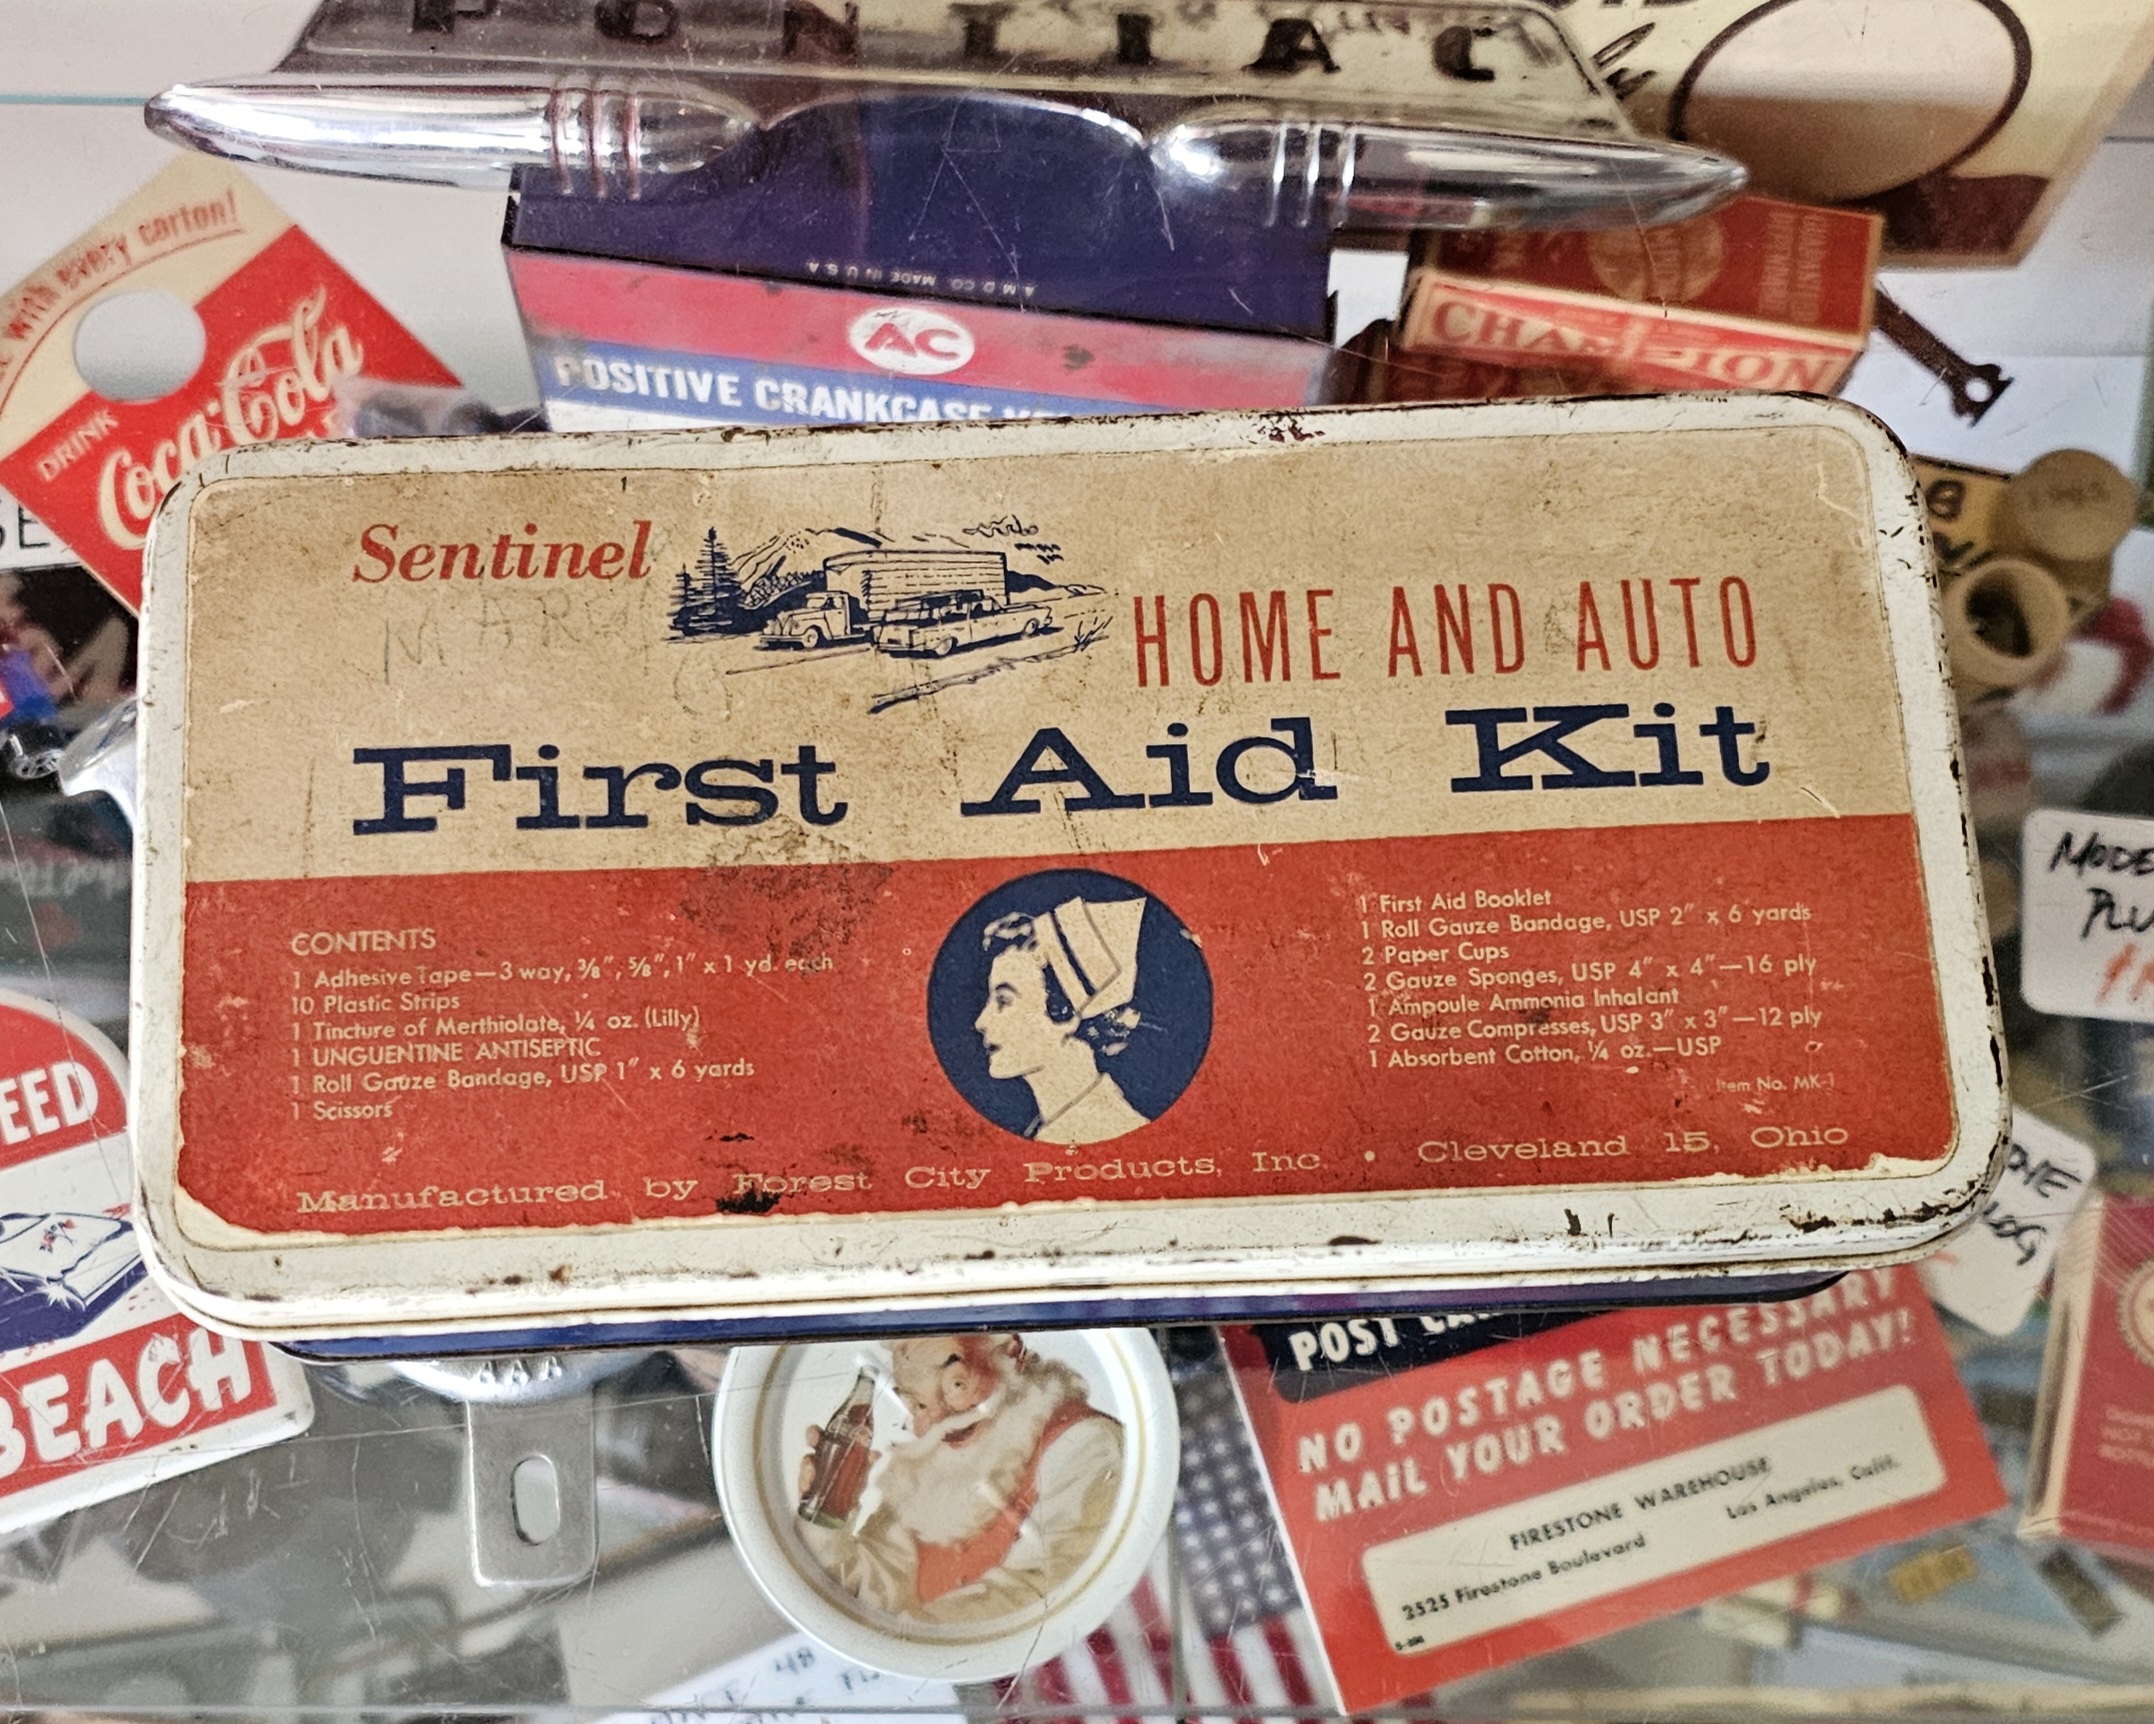 PONTIAC
with every carton!
DRINK
Coca-Cola
A.M.D. CO. MADE IN U.S.A.
AC
POSITIVE CRANKCASE
CHAMPION
Sentinel
HOME AND AUTO
First Aid Kit
CONTENTS
1 Adhesive Tape—3 way, 3/8", 5/8", 1" x 1 yd. each
10 Plastic Strips
1 Tincture of Merthiolate, 1/4 oz. (Lilly)
1 UNGUENTINE ANTISEPTIC
1 Roll Gauze Bandage, USP 1" x 6 yards
1 Scissors
1 First Aid Booklet
1 Roll Gauze Bandage, USP 2" x 6 yards
2 Paper Cups
2 Gauze Sponges, USP 4" x 4"—16 ply
1 Ampoule Ammonia Inhalant
2 Gauze Compresses, USP 3" x 3"—12 ply
1 Absorbent Cotton, 1/4 oz.—USP
Item No. MK-1
Manufactured by Forest City Products, Inc. • Cleveland 15, Ohio
EED
BEACH
POST
NO POSTAGE NECESSARY
MAIL YOUR ORDER TODAY!
FIRESTONE WAREHOUSE
2525 Firestone Boulevard Los Angeles, Calif.